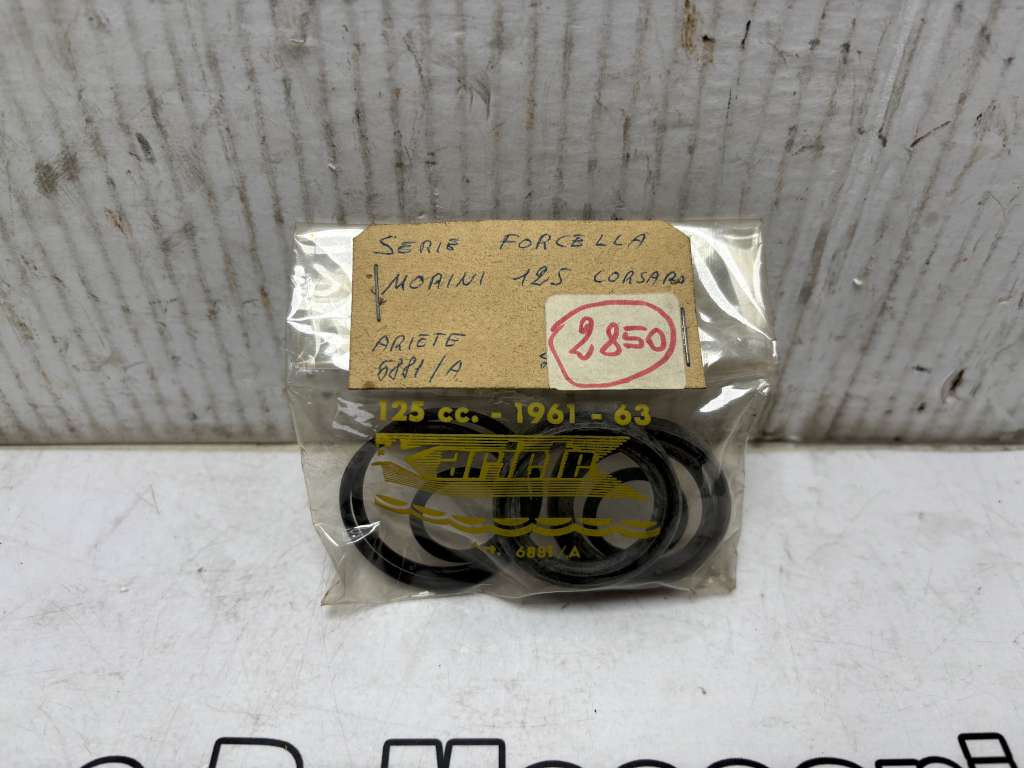 SERIE FORCELLA
MORINI 125 CORSARO
ARIETE
6881/A
2850
125 cc. - 1961 - 63
ariete
6881/A